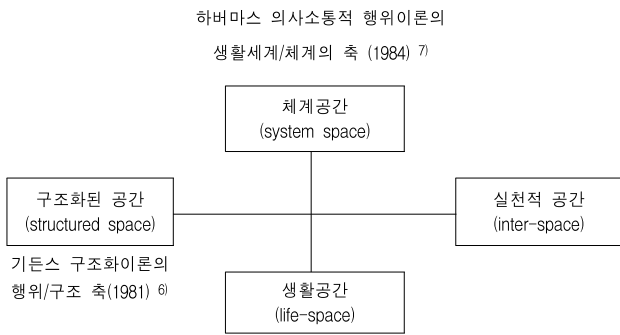 하버마스 의사소통적 행위이론의
생활세계/체계의 축 (1984) 7)
체계공간
(system space)
구조화된 공간
(structured space)
실천적 공간
(inter-space)
기든스 구조화이론의
행위/구조 축(1981) 6)
생활공간
(life-space)